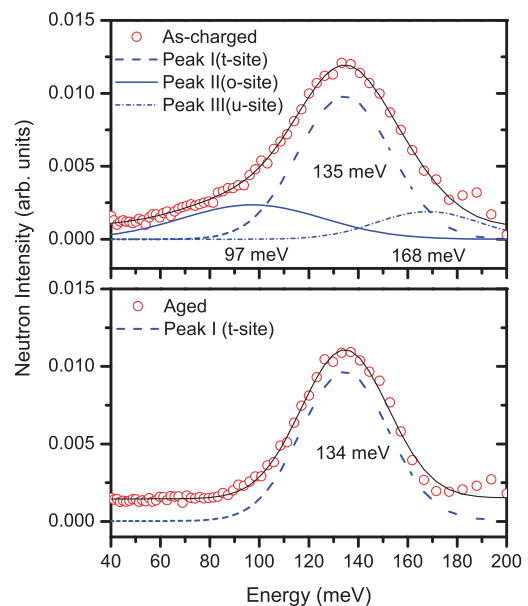 0.015
As-charged
Peak I(t-site)
Peak II(o-site)
0.010
Peak III(u-site)
0.005
135 meV
0.000
97 meV
168 meV
Neutron Intensity (arb. units)
0.015
Aged
Peak I (t-site)
0.010
0.005
134 meV
0.000
40 60 80 100 120 140 160 180 200
Energy (meV)